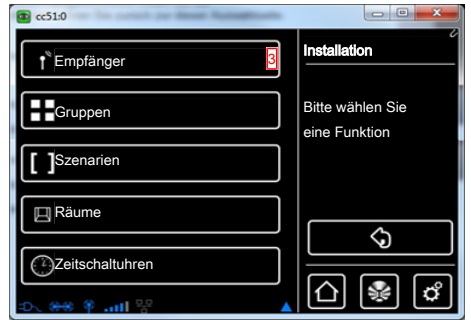 cc51:0
Empfänger 3
Gruppen
Szenarien
Räume
Zeitschaltuhren
Installation
Bitte wählen Sie
eine Funktion